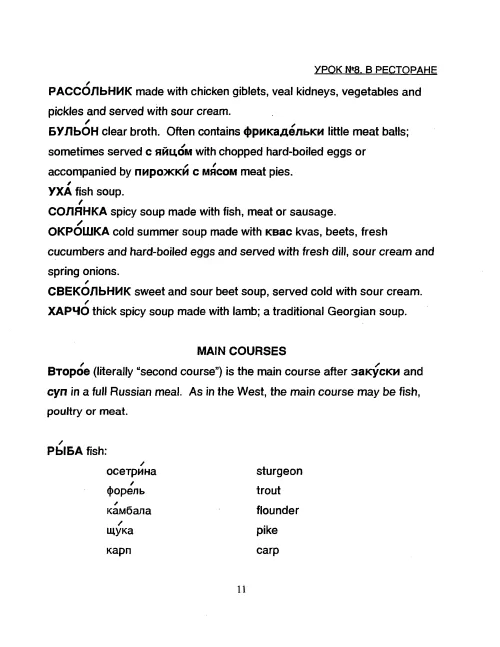 УРОК №8. В РЕСТОРАНЕ
РАССО́ЛЬНИК made with chicken giblets, veal kidneys, vegetables and
pickles and served with sour cream.
БУЛЬО́Н clear broth. Often contains фрикаде́льки little meat balls;
sometimes served с яйцо́м with chopped hard-boiled eggs or
accompanied by пирожки́ с мя́сом meat pies.
УХА́ fish soup.
СОЛЯ́НКА spicy soup made with fish, meat or sausage.
ОКРО́ШКА cold summer soup made with квас kvas, beets, fresh
cucumbers and hard-boiled eggs and served with fresh dill, sour cream and
spring onions.
СВЕКО́ЛЬНИК sweet and sour beet soup, served cold with sour cream.
ХАРЧО́ thick spicy soup made with lamb; a traditional Georgian soup.
MAIN COURSES
Второ́е (literally “second course”) is the main course after заку́ски and
суп in a full Russian meal. As in the West, the main course may be fish,
poultry or meat.
РЫ́БА fish:
осетри́на sturgeon
форе́ль trout
ка́мбала flounder
щу́ка pike
карп carp
11